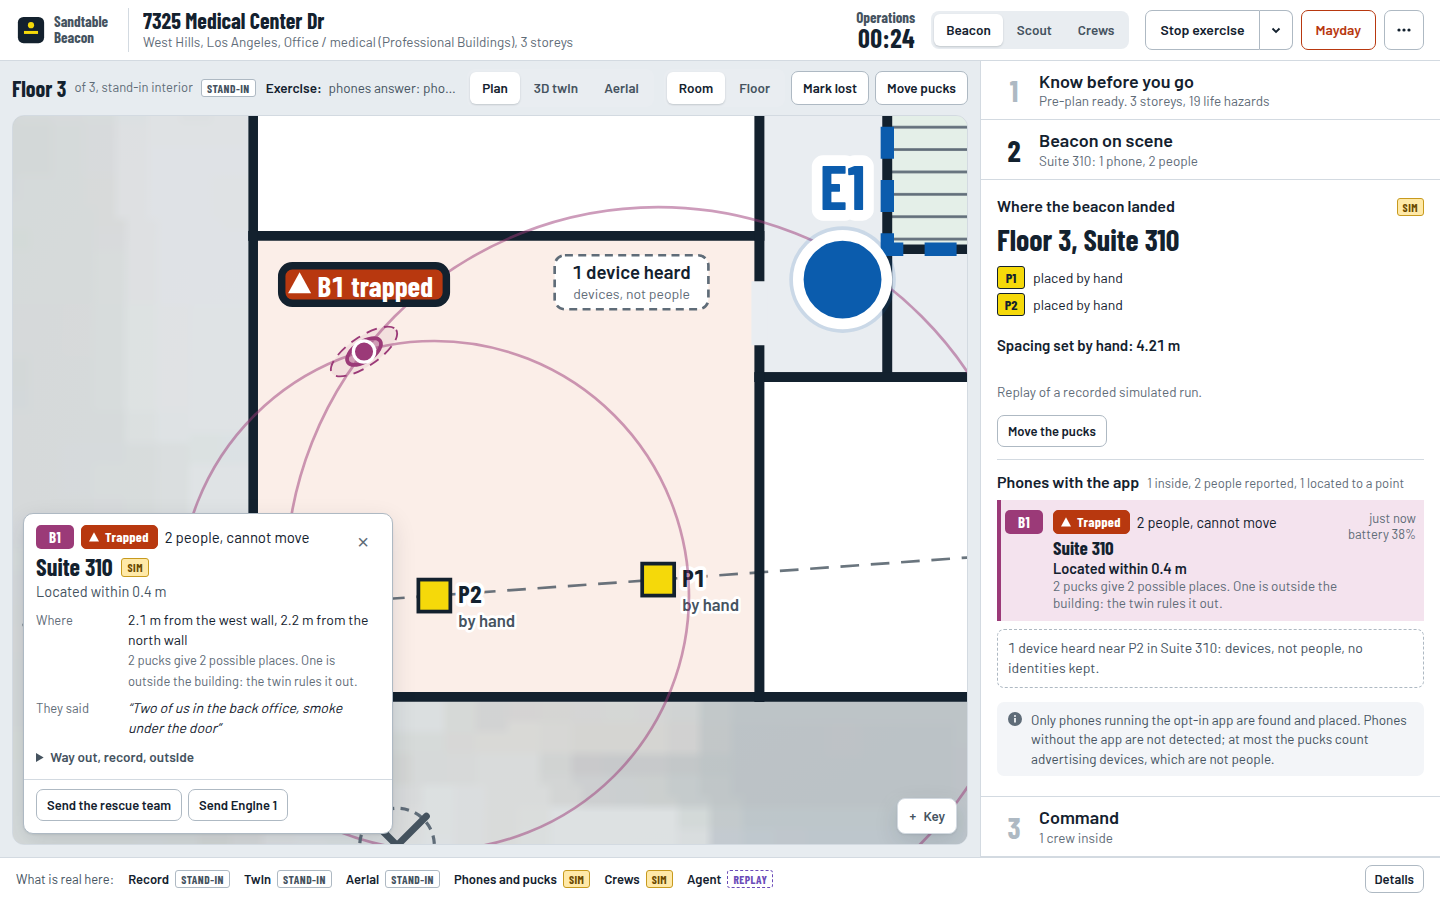 Sandtable
Beacon
7325 Medical Center Dr
West Hills, Los Angeles, Office / medical (Professional Buildings), 3 storeys
Operations
00:24
Beacon
Scout
Crews
Stop exercise
Mayday
Floor 3
of 3, stand-in interior
STAND-IN
Exercise: phones answer: pho...
Plan
3D twin
Aerial
Room
Floor
Mark lost
Move pucks
E1
B1 trapped
1 device heard
devices, not people
P2
by hand
P1
by hand
B1
Trapped
2 people, cannot move
Suite 310
SIM
Located within 0.4 m
Where
2.1 m from the west wall, 2.2 m from the
north wall
2 pucks give 2 possible places. One is
outside the building: the twin rules it out.
They said
“Two of us in the back office, smoke
under the door”
Way out, record, outside
Send the rescue team
Send Engine 1
+ Key
1
Know before you go
Pre-plan ready. 3 storeys, 19 life hazards
2
Beacon on scene
Suite 310: 1 phone, 2 people
Where the beacon landed
SIM
Floor 3, Suite 310
P1 placed by hand
P2 placed by hand
Spacing set by hand: 4.21 m
Replay of a recorded simulated run.
Move the pucks
Phones with the app 1 inside, 2 people reported, 1 located to a point
B1
Trapped
2 people, cannot move
just now
battery 38%
Suite 310
Located within 0.4 m
2 pucks give 2 possible places. One is outside the
building: the twin rules it out.
1 device heard near P2 in Suite 310: devices, not people, no
identities kept.
Only phones running the opt-in app are found and placed. Phones
without the app are not detected; at most the pucks count
advertising devices, which are not people.
3
Command
1 crew inside
What is real here: Record STAND-IN Twin STAND-IN Aerial STAND-IN Phones and pucks SIM Crews SIM Agent REPLAY
Details